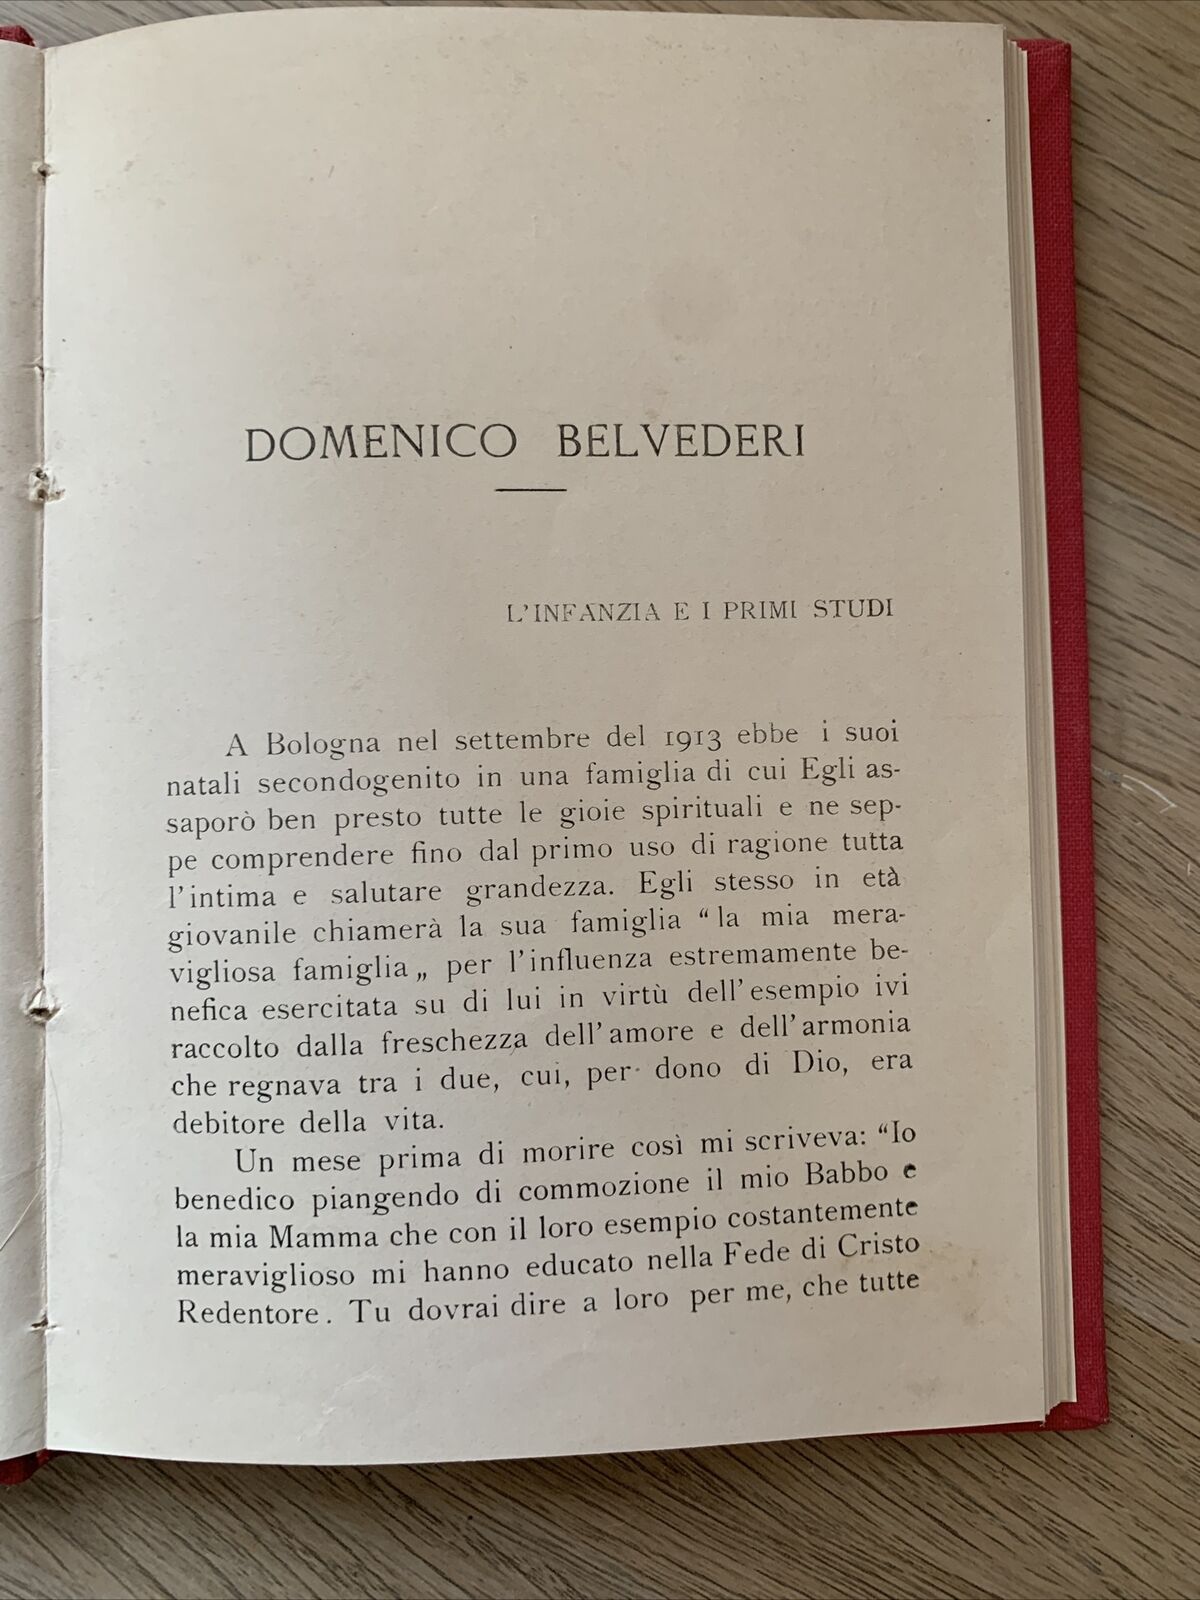 DOMENICO BELVEDERI
L'INFANZIA E I PRIMI STUDI
A Bologna nel settembre del 1913 ebbe i suoi
natali secondogenito in una famiglia di cui Egli as-
saporò ben presto tutte le gioie spirituali e ne sep-
pe comprendere fino dal primo uso di ragione tutta
l'intima e salutare grandezza. Egli stesso in età
giovanile chiamerà la sua famiglia “la mia mera-
vigliosa famiglia„ per l'influenza estremamente be-
nefica esercitata su di lui in virtù dell'esempio ivi
raccolto dalla freschezza dell'amore e dell'armonia
che regnava tra i due, cui, per dono di Dio, era
debitore della vita.
Un mese prima di morire così mi scriveva: “Io
benedico piangendo di commozione il mio Babbo e
la mia Mamma che con il loro esempio costantemente
meraviglioso mi hanno educato nella Fede di Cristo
Redentore. Tu dovrai dire a loro per me, che tutte